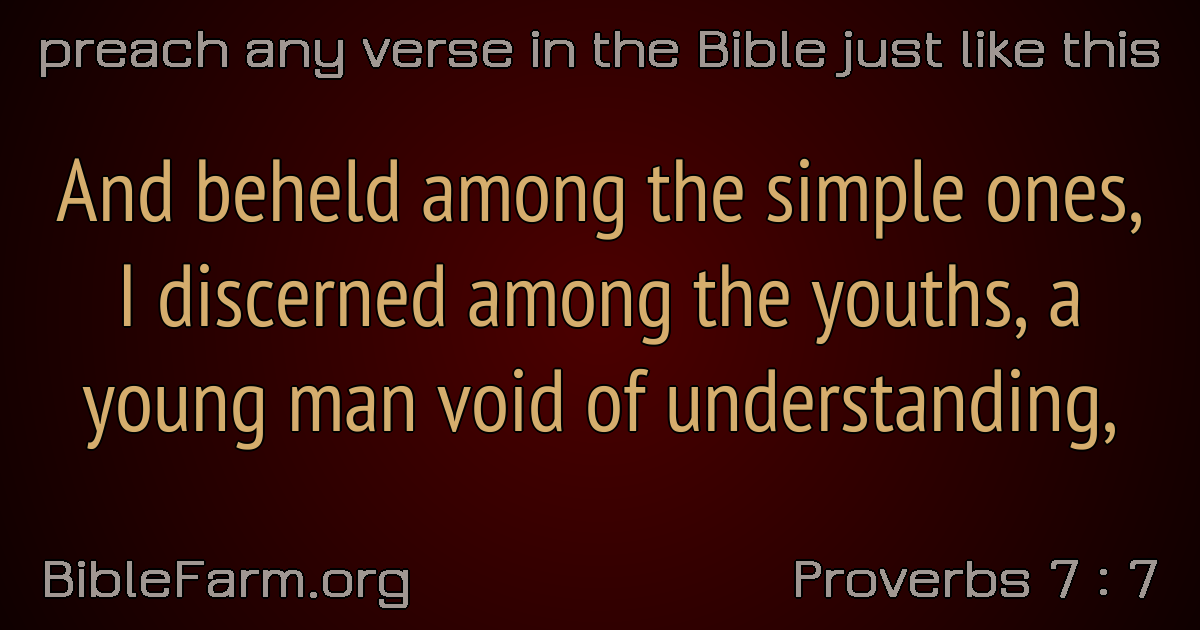 preach any verse in the Bible just like this
And beheld among the simple ones,
I discerned among the youths, a
young man void of understanding,
BibleFarm.org
Proverbs 7 : 7